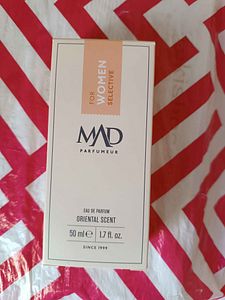 FOR
WOMEN
SELECTIVE
MAD
PARFUMEUR
EAU DE PARFUM
ORIENTAL SCENT
50 ml ℮ | 1.7 fl. oz.
SINCE 1999